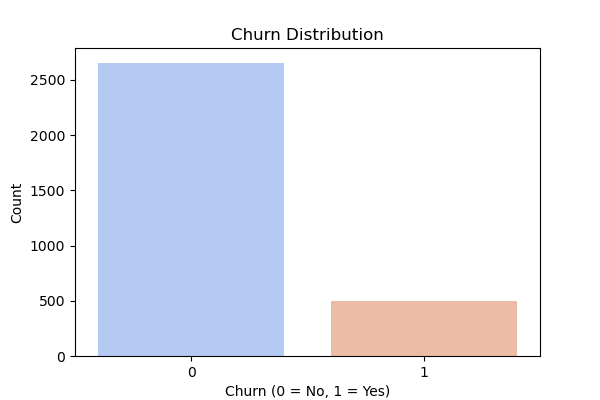 Churn Distribution
2500
2000
1500
1000
500
0
Count
0 1
Churn (0 = No, 1 = Yes)